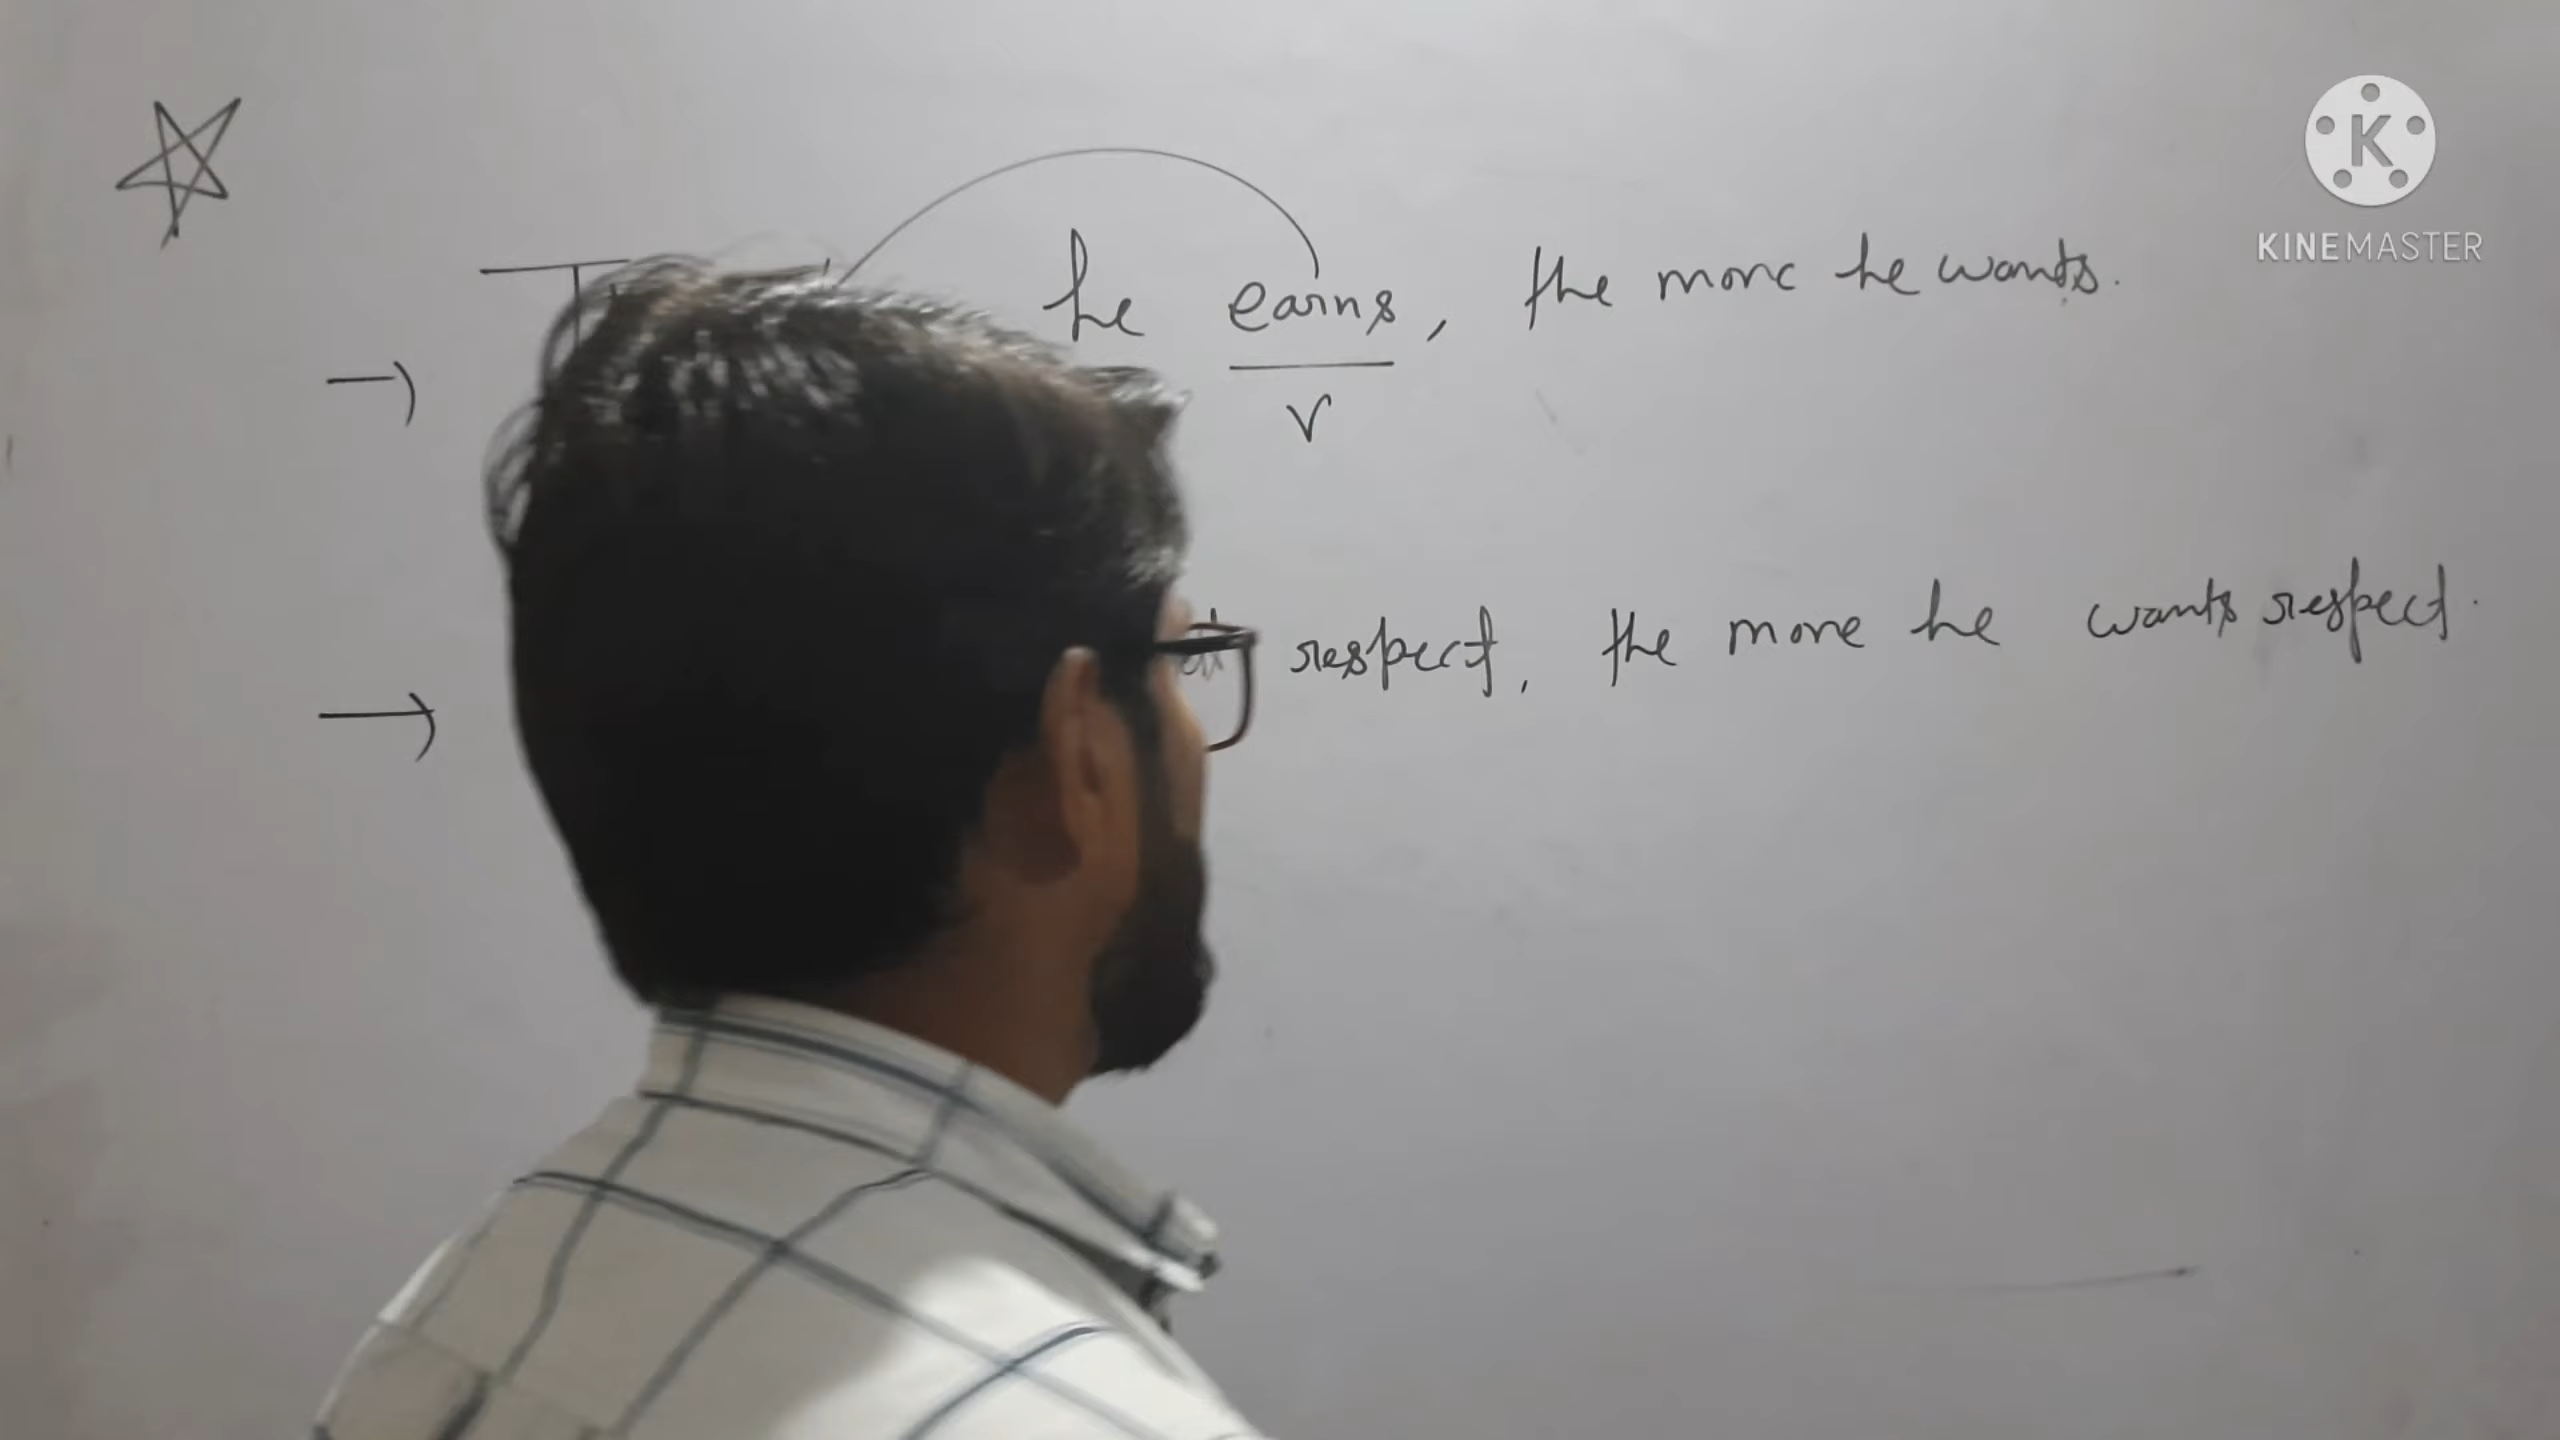 he earns, the more he wants.
V
respect, the more he wants respect.
K
KINEMASTER